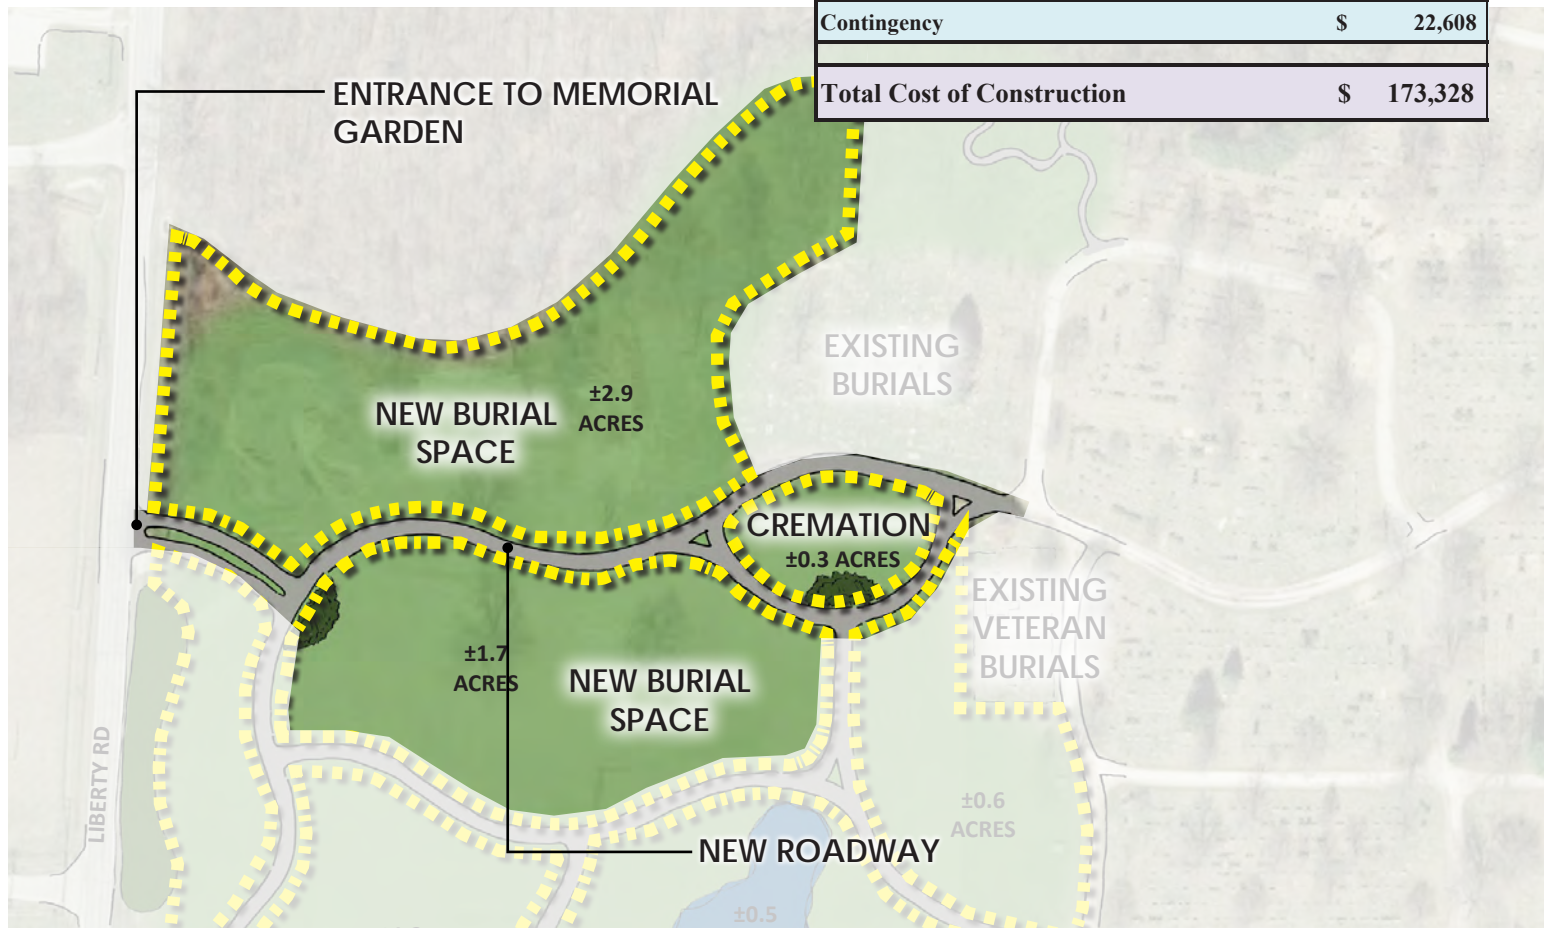 Contingency $ 22,608
Total Cost of Construction $ 173,328
ENTRANCE TO MEMORIAL
GARDEN
EXISTING
BURIALS
±2.9
ACRES
NEW BURIAL
SPACE
CREMATION
±0.3 ACRES
EXISTING
VETERAN
BURIALS
±1.7
ACRES
NEW BURIAL
SPACE
LIBERTY RD
±0.6
ACRES
NEW ROADWAY
±0.5